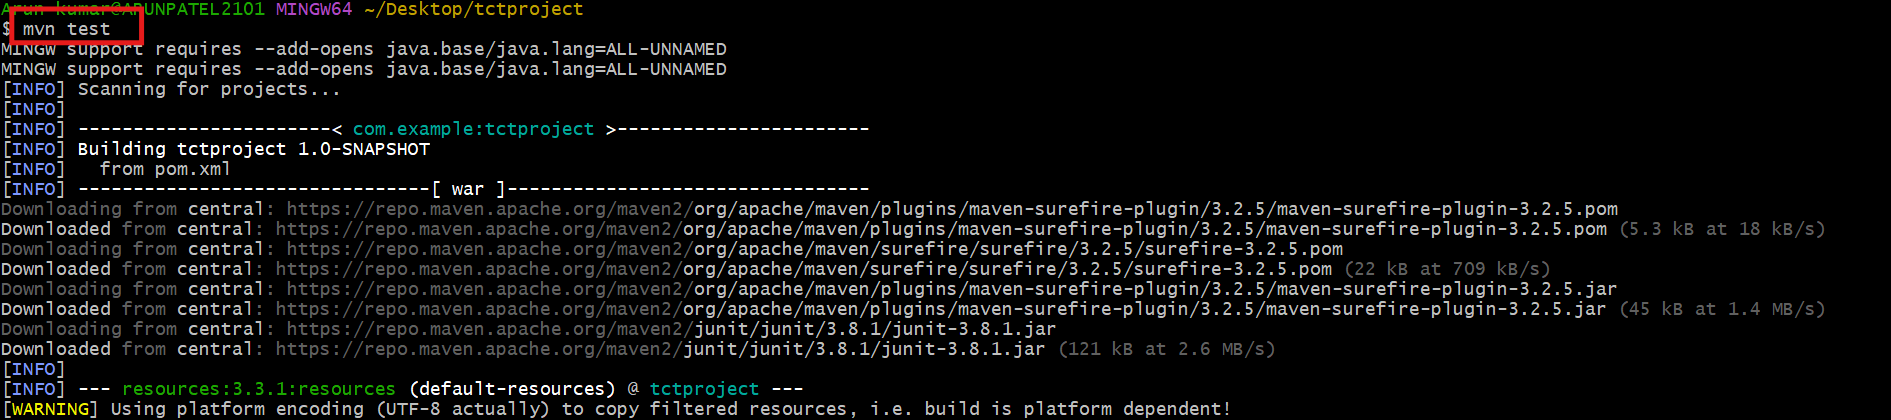 Arun kumar@ARUNPATEL2101 MINGW64 ~/Desktop/tctproject
$ mvn test
MINGW support requires --add-opens java.base/java.lang=ALL-UNNAMED
MINGW support requires --add-opens java.base/java.lang=ALL-UNNAMED
[INFO] Scanning for projects...
[INFO]
[INFO] -----------------------< com.example:tctproject >-----------------------
[INFO] Building tctproject 1.0-SNAPSHOT
[INFO]   from pom.xml
[INFO] --------------------------------[ war ]---------------------------------
Downloading from central: https://repo.maven.apache.org/maven2/org/apache/maven/plugins/maven-surefire-plugin/3.2.5/maven-surefire-plugin-3.2.5.pom
Downloaded from central: https://repo.maven.apache.org/maven2/org/apache/maven/plugins/maven-surefire-plugin/3.2.5/maven-surefire-plugin-3.2.5.pom (5.3 kB at 18 kB/s)
Downloading from central: https://repo.maven.apache.org/maven2/org/apache/maven/surefire/surefire/3.2.5/surefire-3.2.5.pom
Downloaded from central: https://repo.maven.apache.org/maven2/org/apache/maven/surefire/surefire/3.2.5/surefire-3.2.5.pom (22 kB at 709 kB/s)
Downloading from central: https://repo.maven.apache.org/maven2/org/apache/maven/plugins/maven-surefire-plugin/3.2.5/maven-surefire-plugin-3.2.5.jar
Downloaded from central: https://repo.maven.apache.org/maven2/org/apache/maven/plugins/maven-surefire-plugin/3.2.5/maven-surefire-plugin-3.2.5.jar (45 kB at 1.4 MB/s)
Downloading from central: https://repo.maven.apache.org/maven2/junit/junit/3.8.1/junit-3.8.1.jar
Downloaded from central: https://repo.maven.apache.org/maven2/junit/junit/3.8.1/junit-3.8.1.jar (121 kB at 2.6 MB/s)
[INFO]
[INFO] --- resources:3.3.1:resources (default-resources) @ tctproject ---
[WARNING] Using platform encoding (UTF-8 actually) to copy filtered resources, i.e. build is platform dependent!